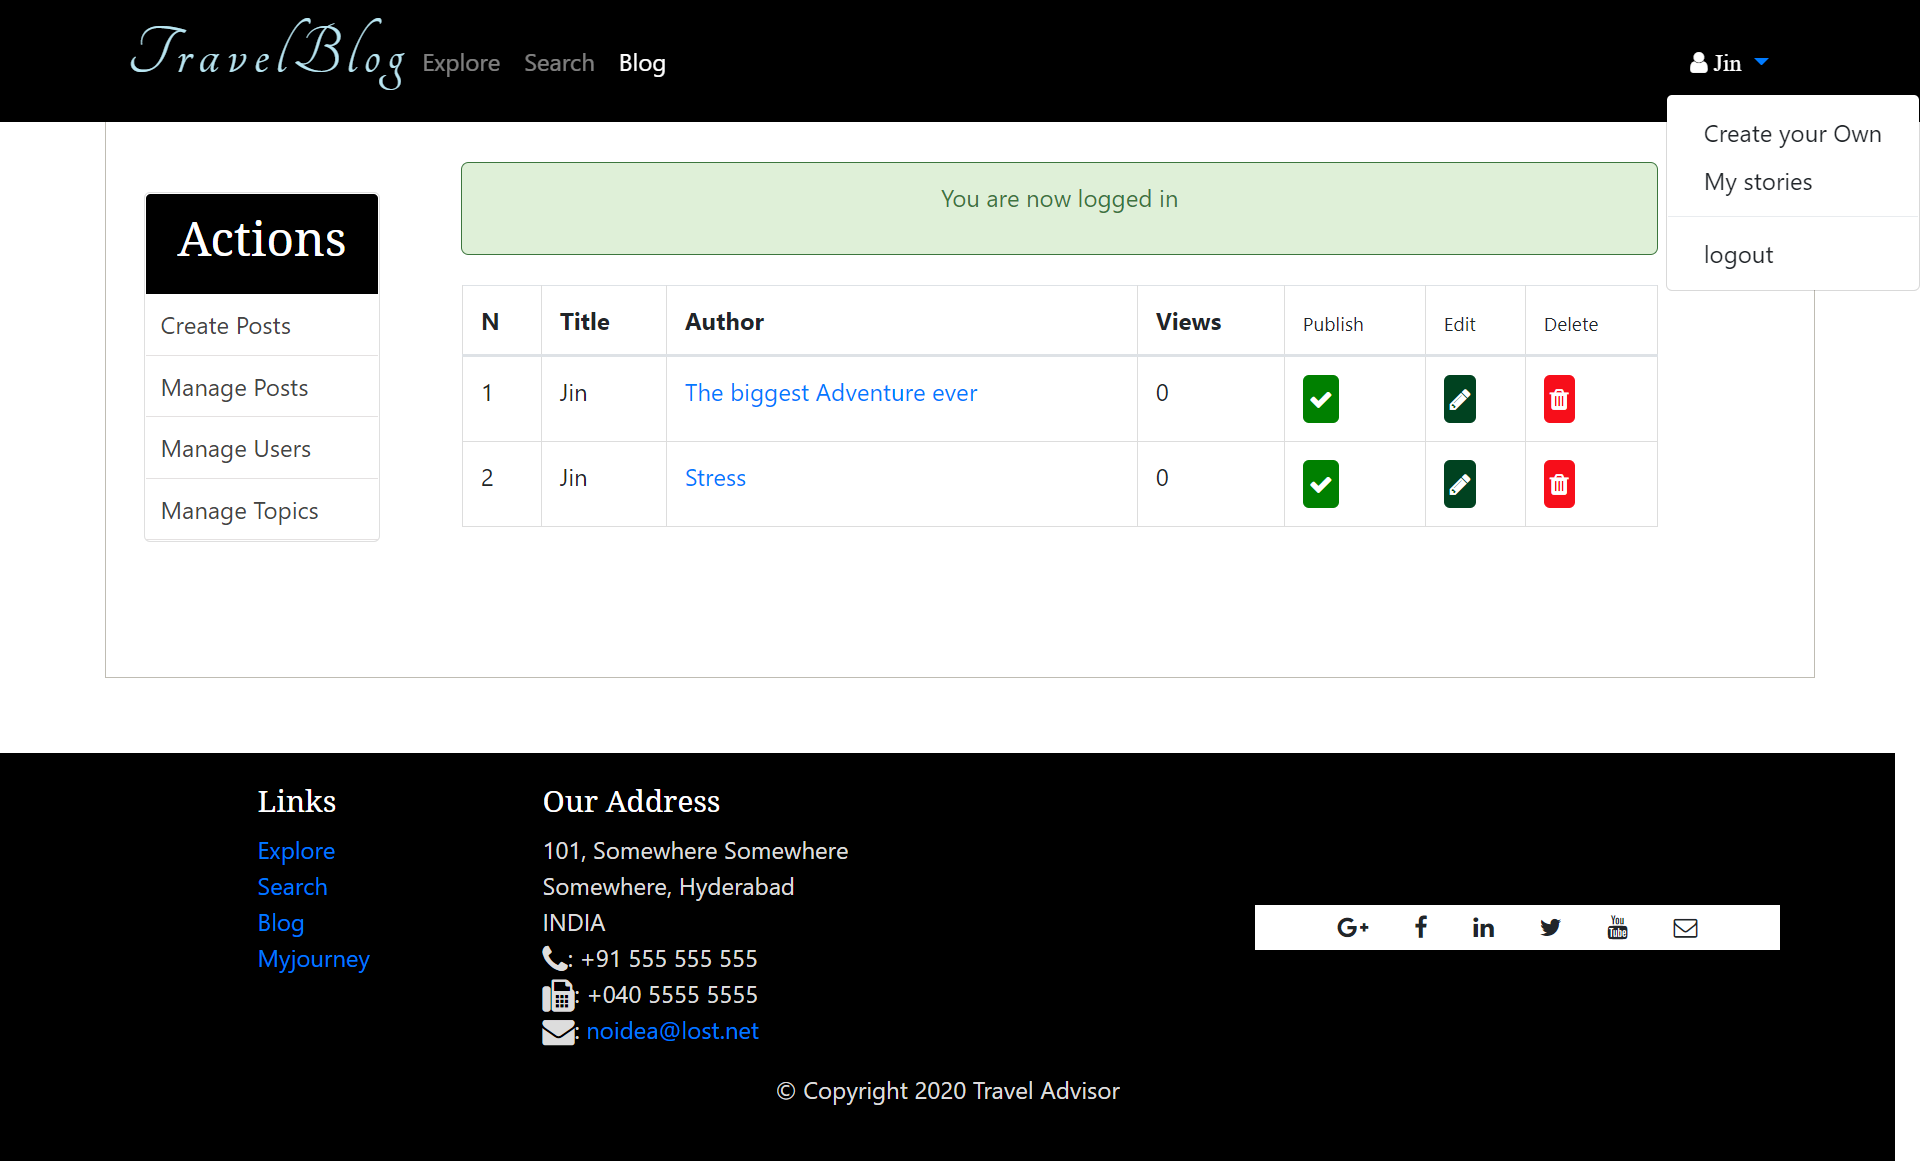 TravelBlog Explore Search Blog Jin
Create your Own
My stories
logout
You are now logged in
Actions
Create Posts
Manage Posts
Manage Users
Manage Topics
N Title Author Views Publish Edit Delete
1 Jin The biggest Adventure ever 0
2 Jin Stress 0
Links
Explore
Search
Blog
Myjourney
Our Address
101, Somewhere Somewhere
Somewhere, Hyderabad
INDIA
: +91 555 555 555
: +040 5555 5555
: noidea@lost.net
G+ f in You Tube
© Copyright 2020 Travel Advisor